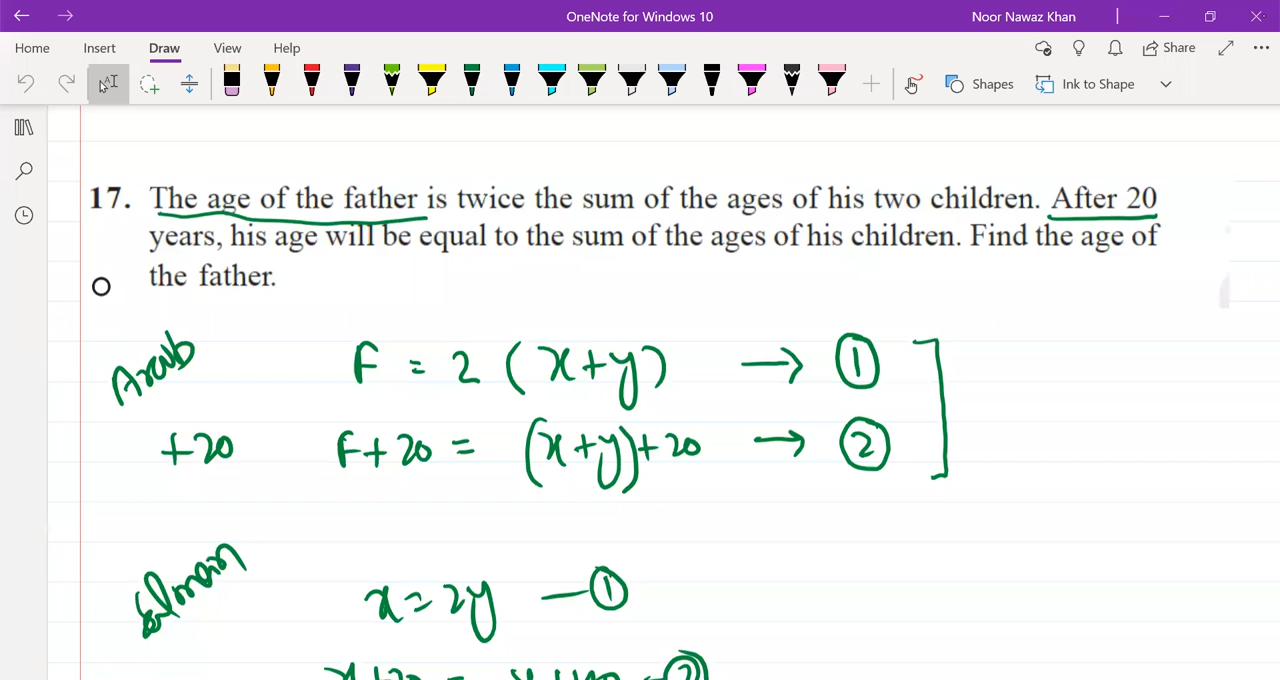 OneNote for Windows 10
Noor Nawaz Khan
Home Insert Draw View Help
Share
Shapes Ink to Shape
17. The age of the father is twice the sum of the ages of his two children. After 20
years, his age will be equal to the sum of the ages of his children. Find the age of
the father.
Arab F = 2 (x+y) → ①
+20 F+20 = (x+y)+20 → ②
Salman x = 2y — ①